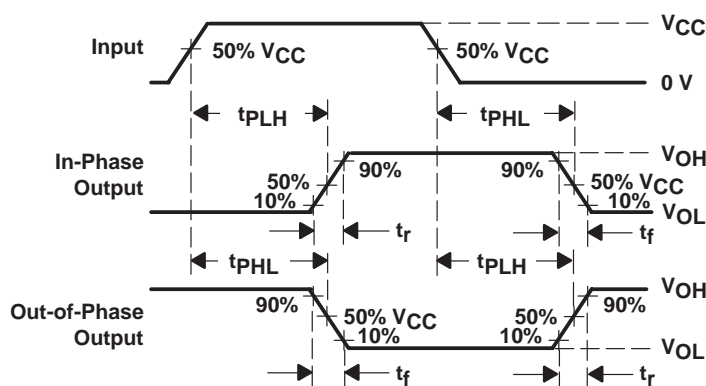 VCC
Input
50% VCC
50% VCC
0 V
tPLH
tPHL
In-Phase
Output
VOH
90%
90%
50%
50% VCC
10%
10%
VOL
tr
tf
tPHL
tPLH
Out-of-Phase
Output
VOH
90%
90%
50% VCC
50%
10%
10%
VOL
tf
tr